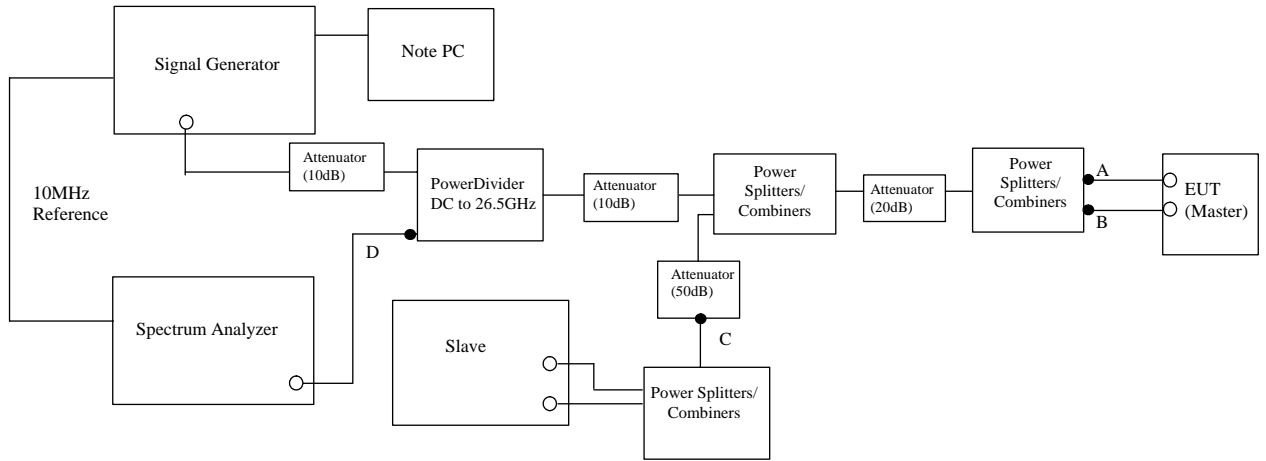 Signal Generator
Note PC
10MHz
Reference
Attenuator
(10dB)
PowerDivider
DC to 26.5GHz
Attenuator
(10dB)
Power
Splitters/
Combiners
Attenuator
(20dB)
Power
Splitters/
Combiners
A
B
EUT
(Master)
D
Attenuator
(50dB)
C
Spectrum Analyzer
Slave
Power Splitters/
Combiners